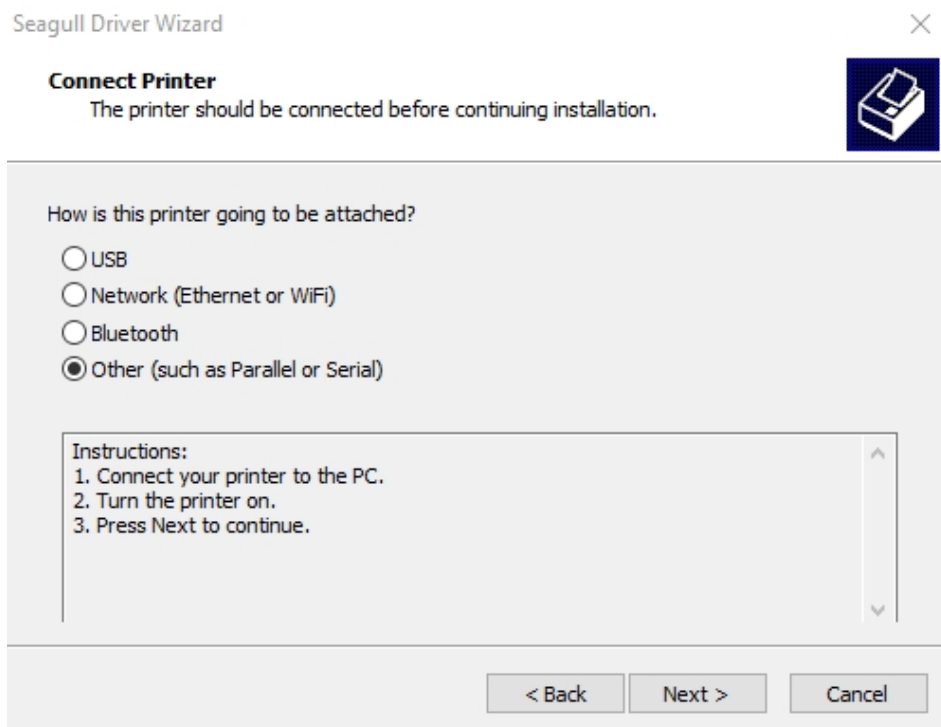 Seagull Driver Wizard
Connect Printer
The printer should be connected before continuing installation.
How is this printer going to be attached?
USB
Network (Ethernet or WiFi)
Bluetooth
Other (such as Parallel or Serial)
Instructions:
1. Connect your printer to the PC.
2. Turn the printer on.
3. Press Next to continue.
< Back Next > Cancel